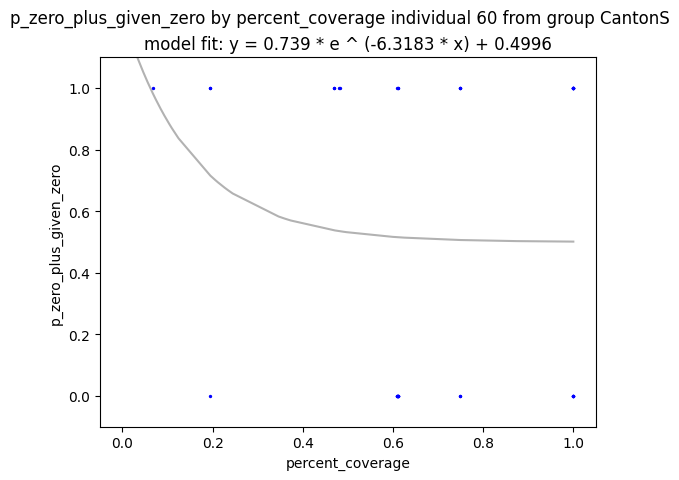 p_zero_plus_given_zero by percent_coverage individual 60 from group CantonS
model fit: y = 0.739 * e ^ (-6.3183 * x) + 0.4996
1.0
0.8
0.6
0.4
0.2
0.0
p_zero_plus_given_zero
0.0 0.2 0.4 0.6 0.8 1.0
percent_coverage